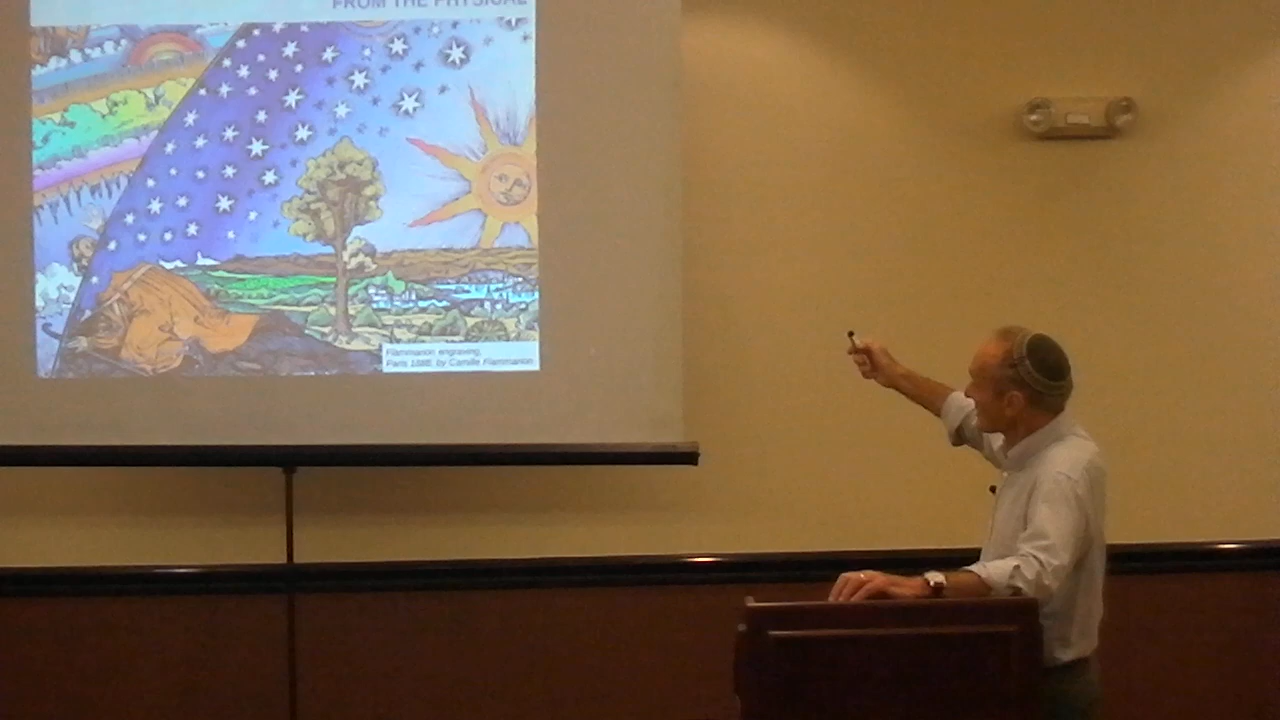 FROM THE PHYSICAL
Flammarion engraving,
Paris 1888, by Camille Flammarion